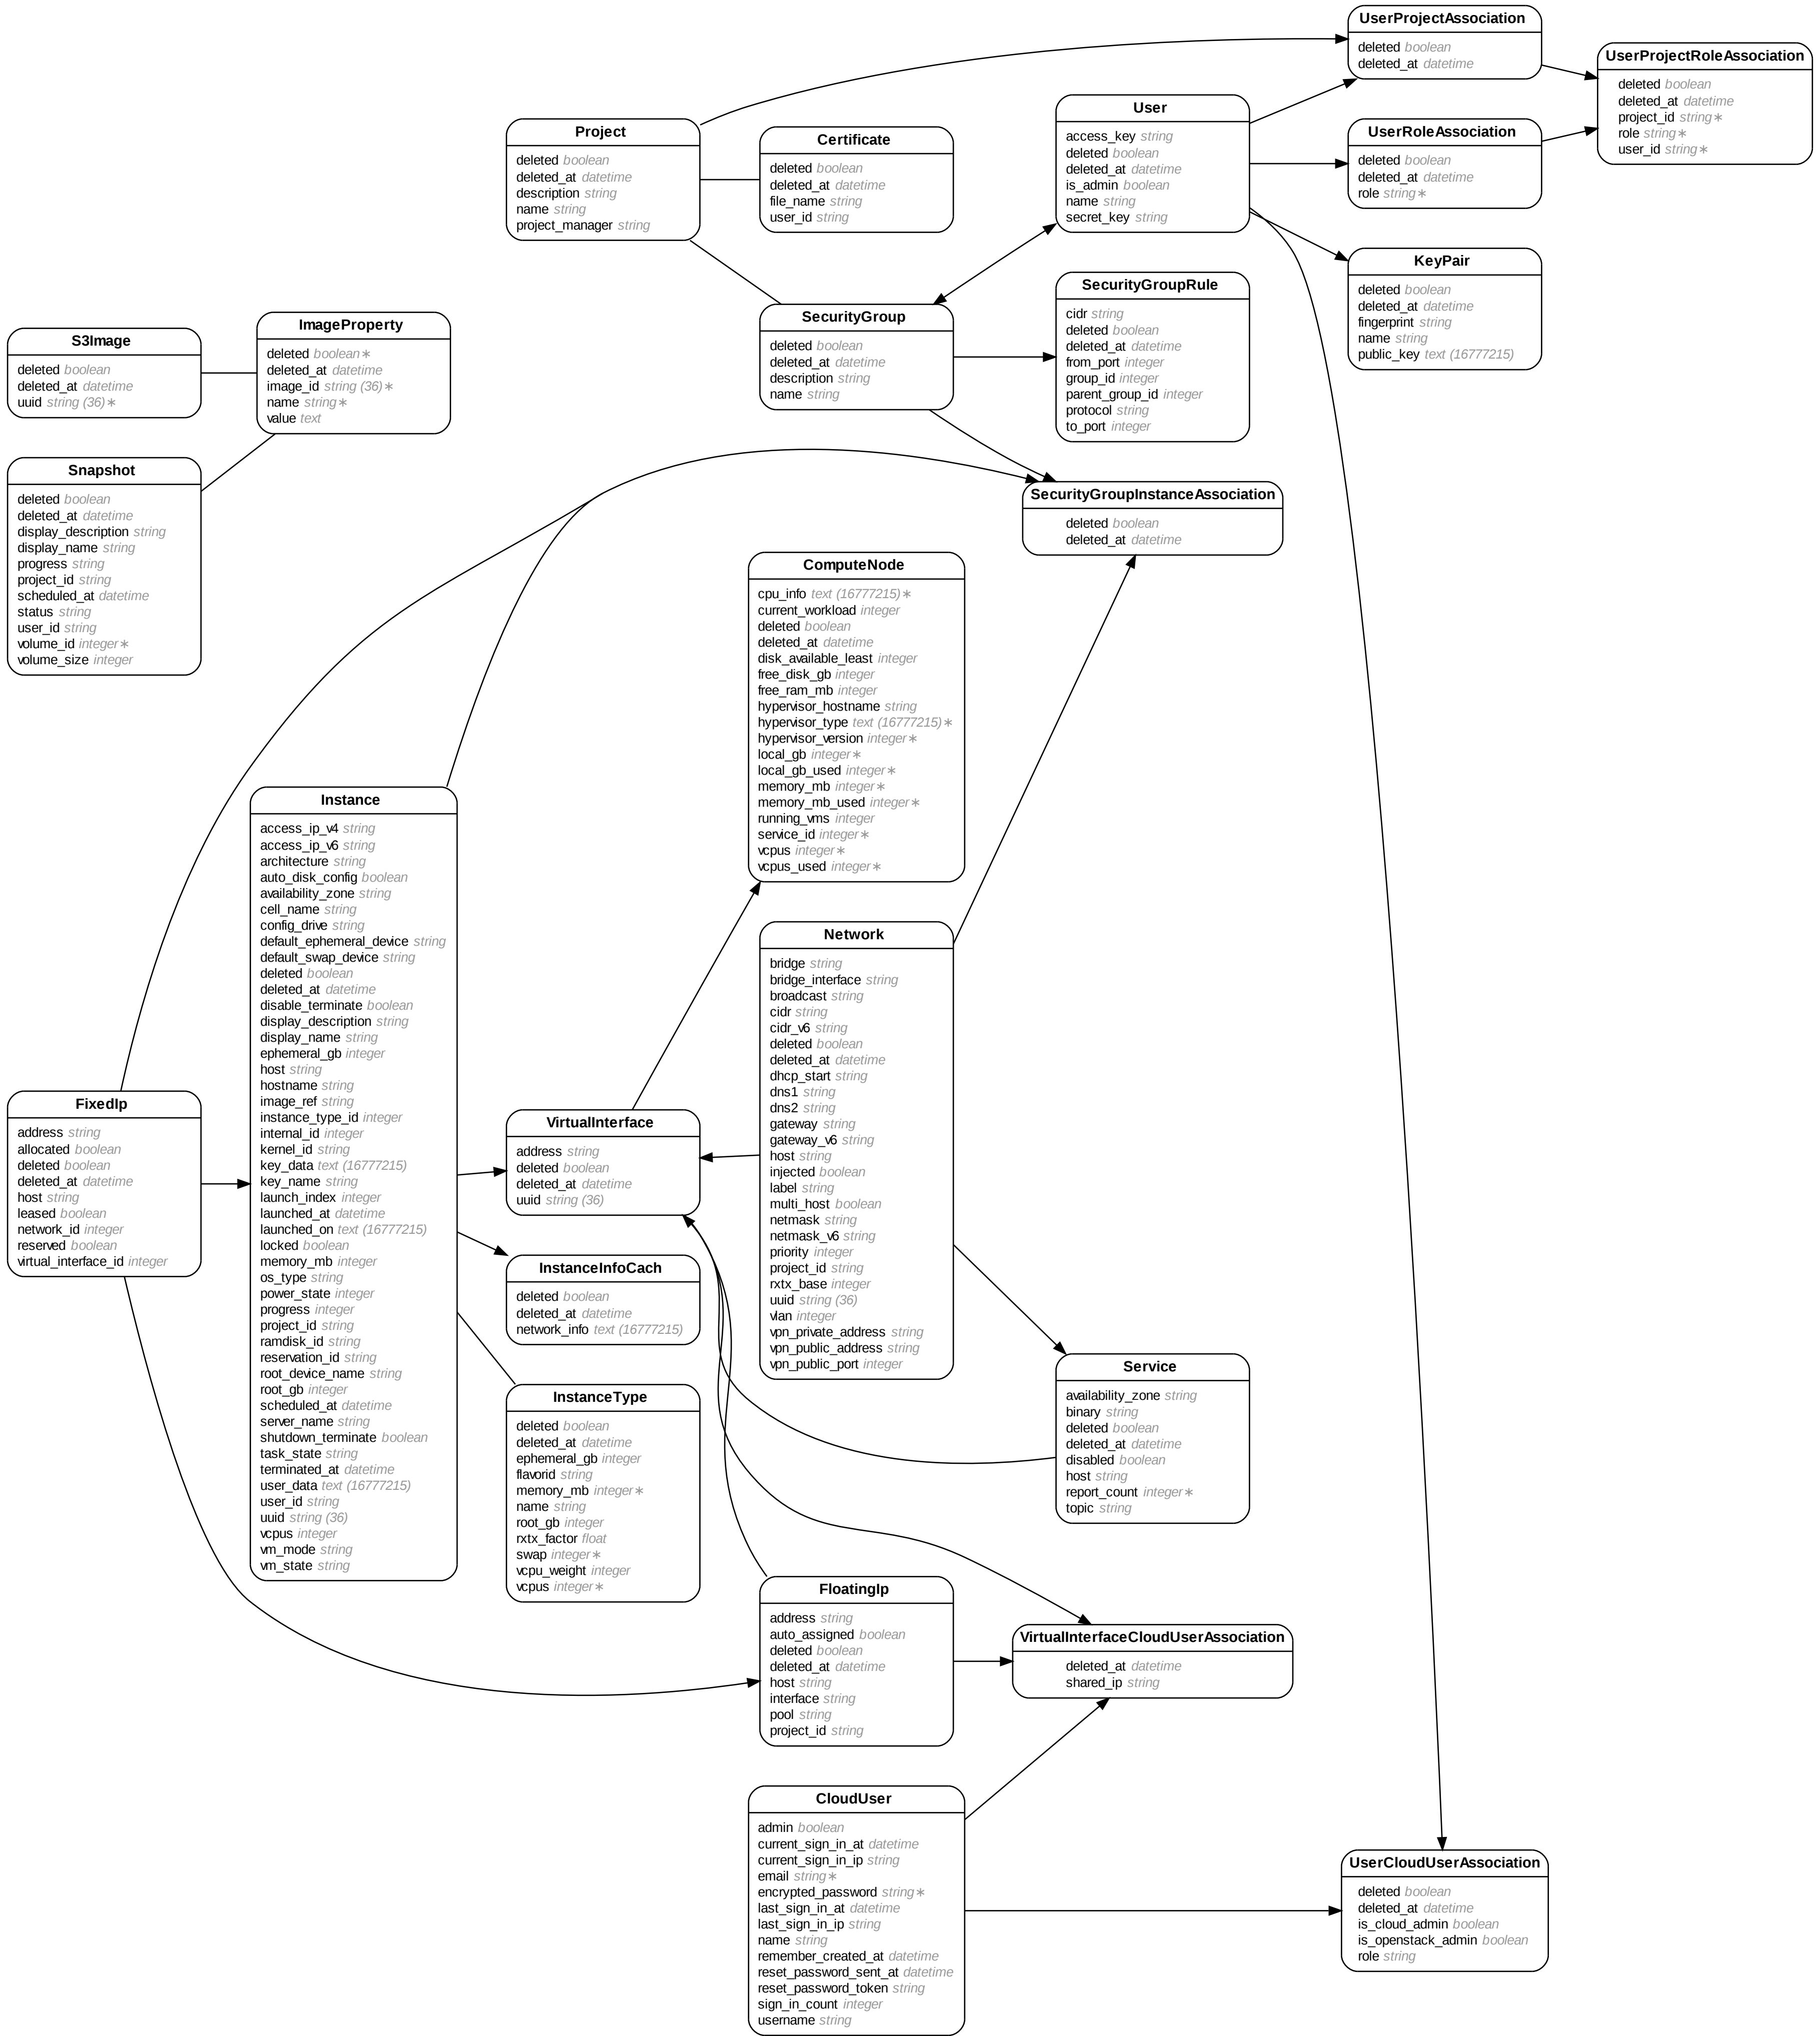 UserProjectAssociation
deleted boolean
deleted_at datetime
UserProjectRoleAssociation
deleted boolean
deleted_at datetime
project_id string∗
role string∗
user_id string∗
User
access_key string
deleted boolean
deleted_at datetime
is_admin boolean
name string
secret_key string
Project
deleted boolean
deleted_at datetime
description string
name string
project_manager string
Certificate
deleted boolean
deleted_at datetime
file_name string
user_id string
UserRoleAssociation
deleted boolean
deleted_at datetime
role string∗
KeyPair
deleted boolean
deleted_at datetime
fingerprint string
name string
public_key text (16777215)
SecurityGroupRule
cidr string
deleted boolean
deleted_at datetime
from_port integer
group_id integer
parent_group_id integer
protocol string
to_port integer
SecurityGroup
deleted boolean
deleted_at datetime
description string
name string
ImageProperty
deleted boolean∗
deleted_at datetime
image_id string (36)∗
name string∗
value text
S3Image
deleted boolean
deleted_at datetime
uuid string (36)∗
Snapshot
deleted boolean
deleted_at datetime
display_description string
display_name string
progress string
project_id string
scheduled_at datetime
status string
user_id string
volume_id integer∗
volume_size integer
SecurityGroupInstanceAssociation
deleted boolean
deleted_at datetime
ComputeNode
cpu_info text (16777215)∗
current_workload integer
deleted boolean
deleted_at datetime
disk_available_least integer
free_disk_gb integer
free_ram_mb integer
hypervisor_hostname string
hypervisor_type text (16777215)∗
hypervisor_version integer∗
local_gb integer∗
local_gb_used integer∗
memory_mb integer∗
memory_mb_used integer∗
running_vms integer
service_id integer∗
vcpus integer∗
vcpus_used integer∗
Instance
access_ip_v4 string
access_ip_v6 string
architecture string
auto_disk_config boolean
availability_zone string
cell_name string
config_drive string
default_ephemeral_device string
default_swap_device string
deleted boolean
deleted_at datetime
disable_terminate boolean
display_description string
display_name string
ephemeral_gb integer
host string
hostname string
image_ref string
instance_type_id integer
internal_id integer
kernel_id string
key_data text (16777215)
key_name string
launch_index integer
launched_at datetime
launched_on text (16777215)
locked boolean
memory_mb integer
os_type string
power_state integer
progress integer
project_id string
ramdisk_id string
reservation_id string
root_device_name string
root_gb integer
scheduled_at datetime
server_name string
shutdown_terminate boolean
task_state string
terminated_at datetime
user_data text (16777215)
user_id string
uuid string (36)
vcpus integer
vm_mode string
vm_state string
Network
bridge string
bridge_interface string
broadcast string
cidr string
cidr_v6 string
deleted boolean
deleted_at datetime
dhcp_start string
dns1 string
dns2 string
gateway string
gateway_v6 string
host string
injected boolean
label string
multi_host boolean
netmask string
netmask_v6 string
priority integer
project_id string
rxtx_base integer
uuid string (36)
vlan integer
vpn_private_address string
vpn_public_address string
vpn_public_port integer
FixedIp
address string
allocated boolean
deleted boolean
deleted_at datetime
host string
leased boolean
network_id integer
reserved boolean
virtual_interface_id integer
VirtualInterface
address string
deleted boolean
deleted_at datetime
uuid string (36)
InstanceInfoCach
deleted boolean
deleted_at datetime
network_info text (16777215)
InstanceType
deleted boolean
deleted_at datetime
ephemeral_gb integer
flavorid string
memory_mb integer∗
name string
root_gb integer
rxtx_factor float
swap integer∗
vcpu_weight integer
vcpus integer∗
Service
availability_zone string
binary string
deleted boolean
deleted_at datetime
disabled boolean
host string
report_count integer∗
topic string
FloatingIp
address string
auto_assigned boolean
deleted boolean
deleted_at datetime
host string
interface string
pool string
project_id string
VirtualInterfaceCloudUserAssociation
deleted_at datetime
shared_ip string
CloudUser
admin boolean
current_sign_in_at datetime
current_sign_in_ip string
email string∗
encrypted_password string∗
last_sign_in_at datetime
last_sign_in_ip string
name string
remember_created_at datetime
reset_password_sent_at datetime
reset_password_token string
sign_in_count integer
username string
UserCloudUserAssociation
deleted boolean
deleted_at datetime
is_cloud_admin boolean
is_openstack_admin boolean
role string